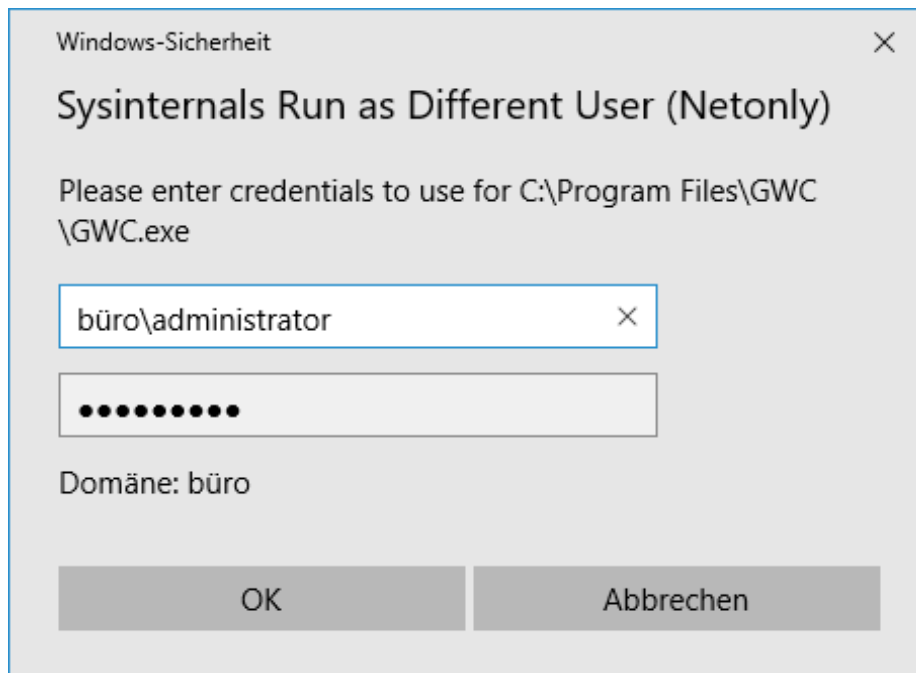 Windows-Sicherheit
Sysinternals Run as Different User (Netonly)
Please enter credentials to use for C:\Program Files\GWC
\GWC.exe
büro\administrator
●●●●●●●●●
Domäne: büro
OK
Abbrechen